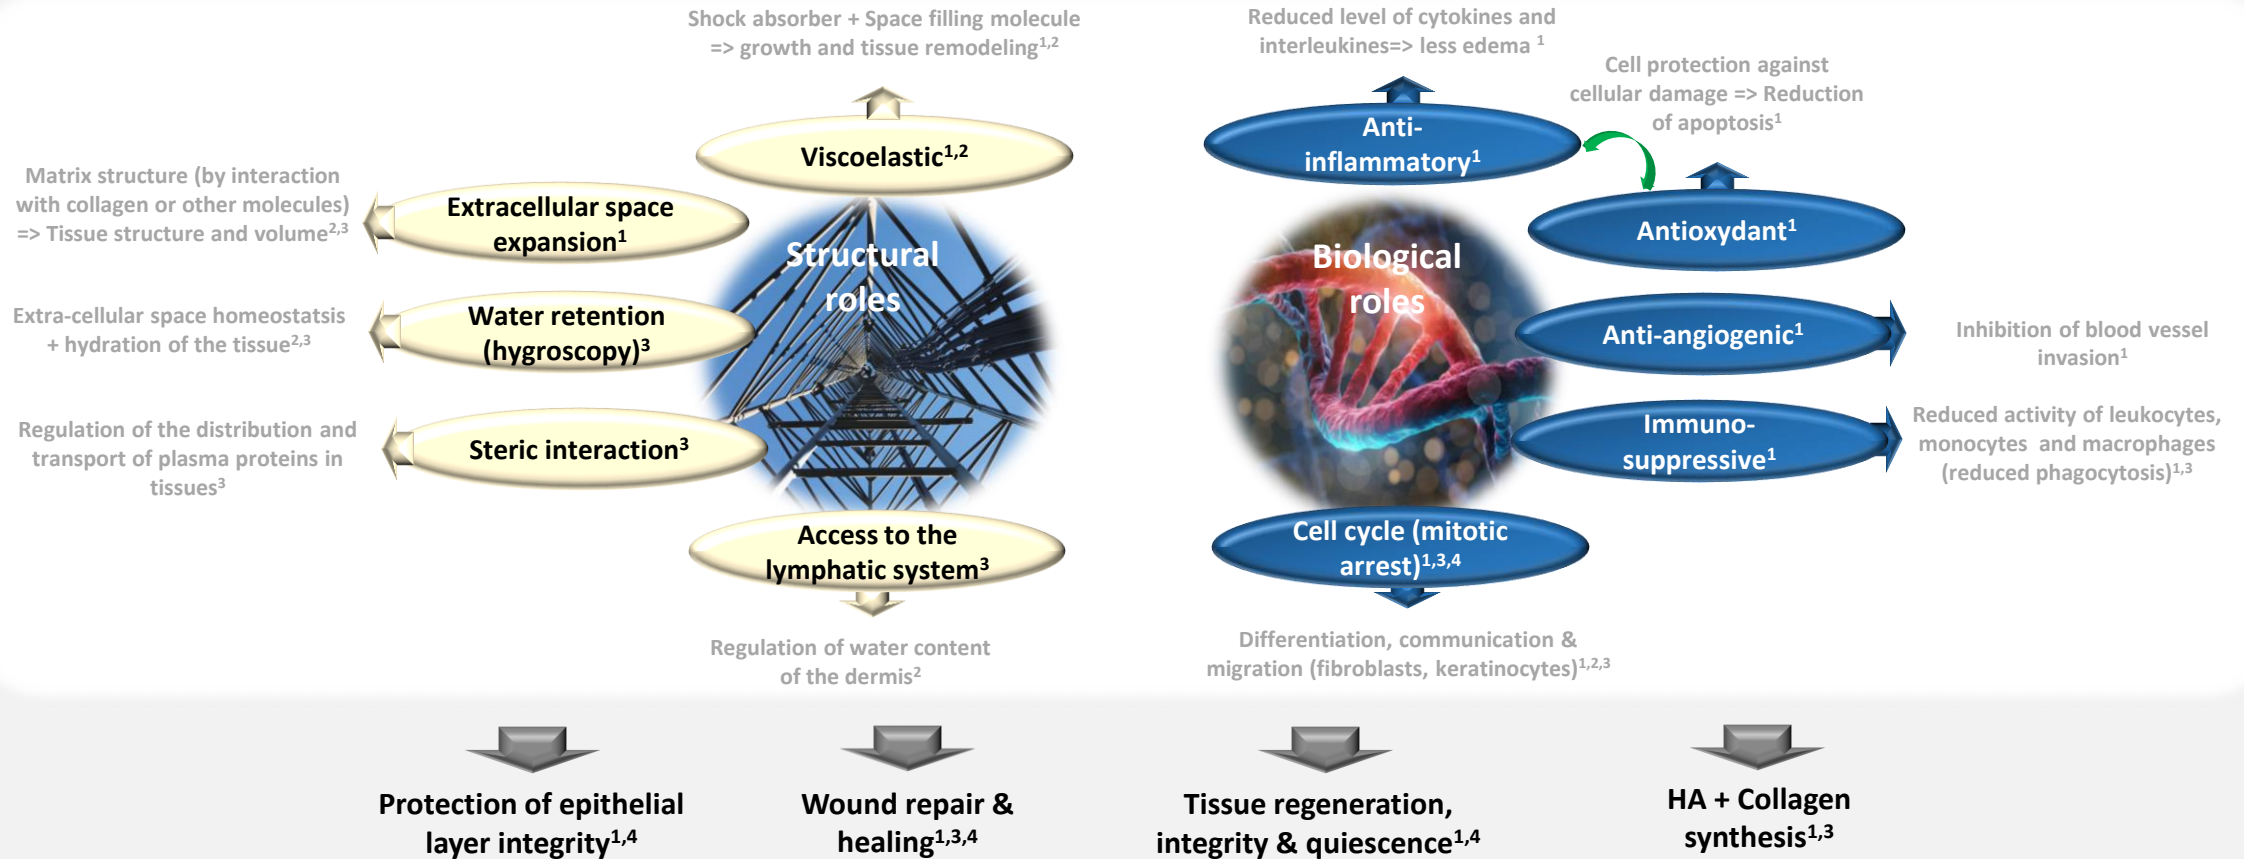 Shock absorber + Space filling molecule
=> growth and tissue remodeling1,2
Viscoelastic1,2
Matrix structure (by interaction
with collagen or other molecules)
=> Tissue structure and volume2,3
Extracellular space
expansion1
Extra-cellular space homeostatsis
+ hydration of the tissue2,3
Water retention
(hygroscopy)3
Regulation of the distribution and
transport of plasma proteins in
tissues3
Steric interaction3
Structural
roles
Access to the
lymphatic system3
Regulation of water content
of the dermis2
Reduced level of cytokines and
interleukines=> less edema 1
Anti-
inflammatory1
Cell protection against
cellular damage => Reduction
of apoptosis1
Antioxydant1
Biological
roles
Anti-angiogenic1
Inhibition of blood vessel
invasion1
Immuno-
suppressive1
Reduced activity of leukocytes,
monocytes and macrophages
(reduced phagocytosis)1,3
Cell cycle (mitotic
arrest)1,3,4
Differentiation, communication &
migration (fibroblasts, keratinocytes)1,2,3
Protection of epithelial
layer integrity1,4
Wound repair &
healing1,3,4
Tissue regeneration,
integrity & quiescence1,4
HA + Collagen
synthesis1,3